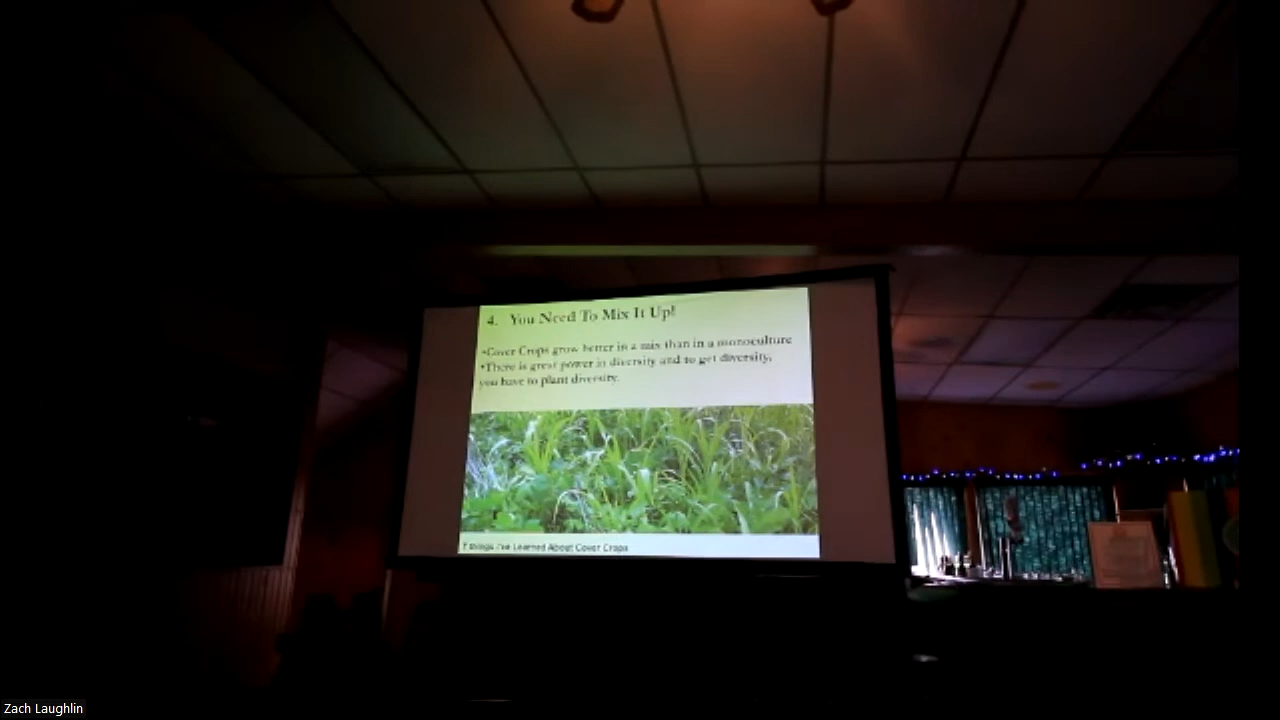 4. You Need To Mix It Up!
•Cover Crops grow better in a mix than in a monoculture
•There is great power in diversity and to get diversity,
you have to plant diversity.
7 Things I've Learned About Cover Crops
Zach Laughlin